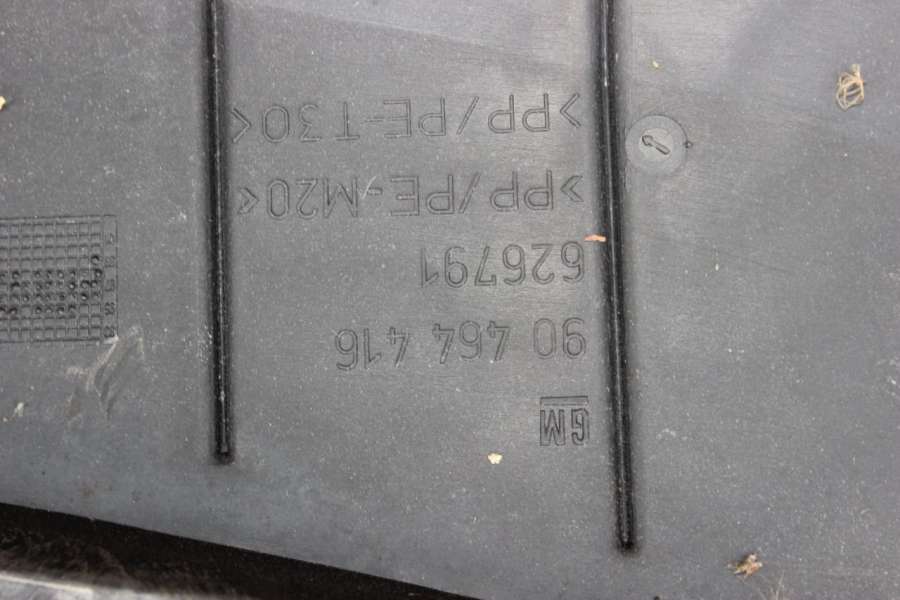 GM
90 464 416
626791
>PP/PE-M20<
>PP/PE-T30<